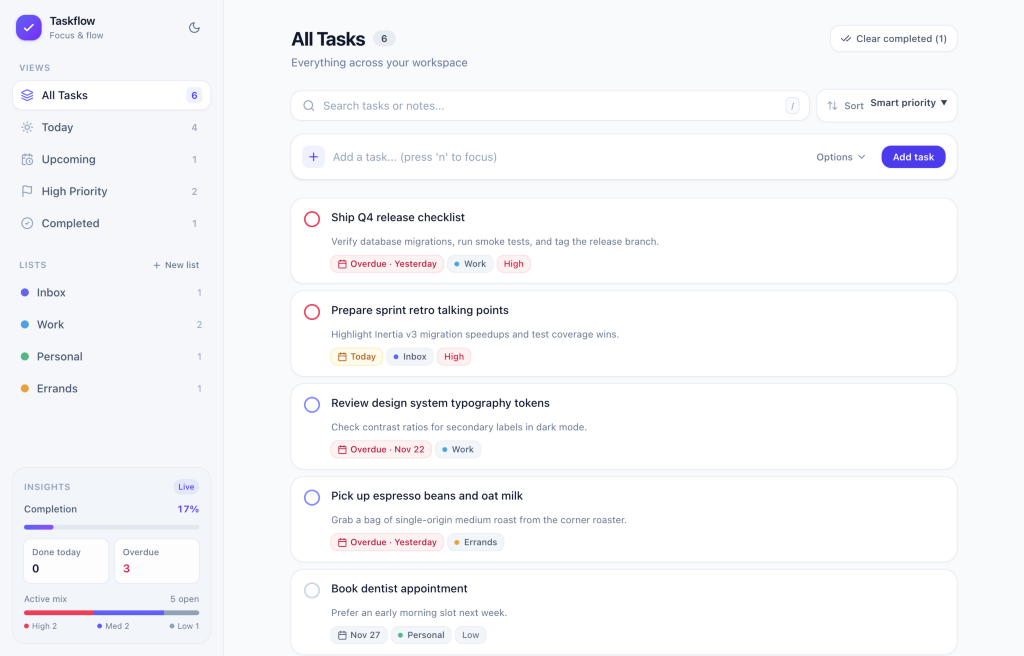 Taskflow
Focus & flow
VIEWS
All Tasks 6
Today 4
Upcoming 1
High Priority 2
Completed 1
LISTS + New list
Inbox 1
Work 2
Personal 1
Errands 1
INSIGHTS Live
Completion 17%
Done today
0
Overdue
3
Active mix 5 open
High 2 Med 2 Low 1
All Tasks 6
Everything across your workspace
Clear completed (1)
Search tasks or notes... /
Sort Smart priority
Add a task... (press 'n' to focus) Options Add task
Ship Q4 release checklist
Verify database migrations, run smoke tests, and tag the release branch.
Overdue · Yesterday Work High
Prepare sprint retro talking points
Highlight Inertia v3 migration speedups and test coverage wins.
Today Inbox High
Review design system typography tokens
Check contrast ratios for secondary labels in dark mode.
Overdue · Nov 22 Work
Pick up espresso beans and oat milk
Grab a bag of single-origin medium roast from the corner roaster.
Overdue · Yesterday Errands
Book dentist appointment
Prefer an early morning slot next week.
Nov 27 Personal Low